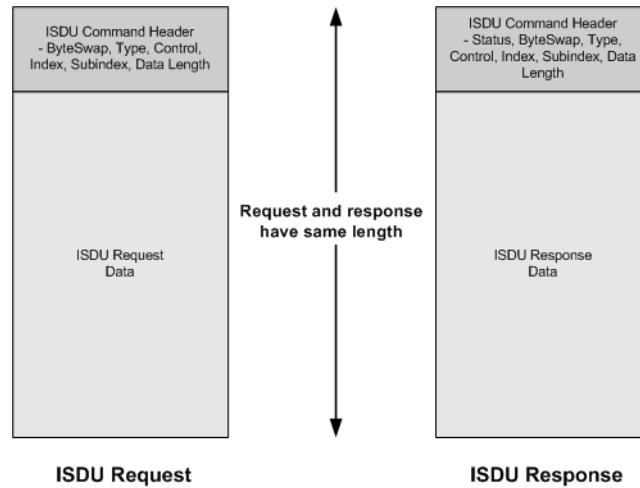 ISDU Command Header
- ByteSwap, Type, Control,
Index, Subindex, Data Length
ISDU Request
Data
ISDU Request
Request and response
have same length
ISDU Command Header
- Status, ByteSwap, Type,
Control, Index, Subindex, Data
Length
ISDU Response
Data
ISDU Response